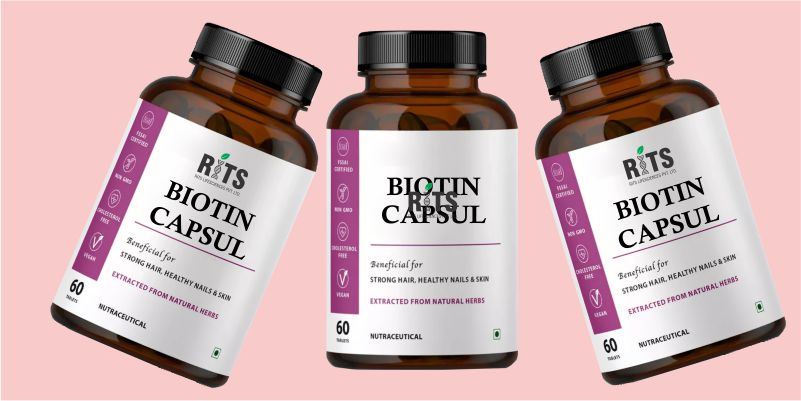 RITS
RITS LIFESCIENCES PVT. LTD.
BIOTIN
CAPSUL
Beneficial for
STRONG HAIR, HEALTHY NAILS & SKIN
EXTRACTED FROM NATURAL HERBS
NUTRACEUTICAL
FSSAI
CERTIFIED
NON GMO
CHOLESTEROL
FREE
VEGAN
60
TABLETS
BIOTIN
RITS
CAPSUL
Beneficial for
STRONG HAIR, HEALTHY NAILS & SKIN
EXTRACTED FROM NATURAL HERBS
NUTRACEUTICAL
FSSAI
CERTIFIED
NON GMO
CHOLESTEROL
FREE
VEGAN
60
TABLETS
RITS
RITS LIFESCIENCES PVT. LTD.
BIOTIN
CAPSUL
Beneficial for
STRONG HAIR, HEALTHY NAILS & SKIN
EXTRACTED FROM NATURAL HERBS
NUTRACEUTICAL
FSSAI
CERTIFIED
NON GMO
CHOLESTEROL
FREE
VEGAN
60
TABLETS